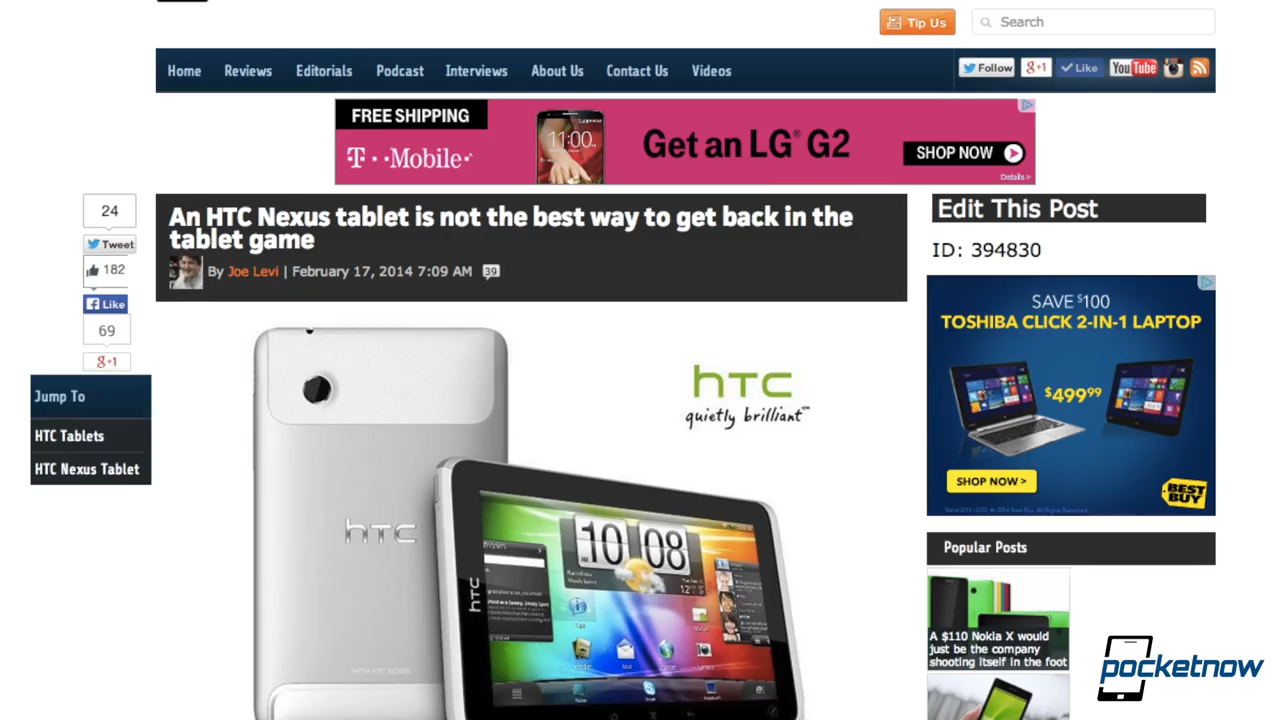 Tip Us
Search
Home Reviews Editorials Podcast Interviews About Us Contact Us Videos
Follow g+1 Like YouTube
FREE SHIPPING
T··Mobile·
11:00
Get an LG® G2
SHOP NOW
Details >
24
Tweet
182
Like
69
g+1
An HTC Nexus tablet is not the best way to get back in the
tablet game
By Joe Levi | February 17, 2014 7:09 AM 39
Edit This Post
ID: 394830
SAVE $100
TOSHIBA CLICK 2-IN-1 LAPTOP
$499⁹⁹
SHOP NOW >
BEST
BUY
Jump To
HTC Tablets
HTC Nexus Tablet
hTC
quietly brilliant™
hTC
WITH HTC SENSE
hTC
10 08
Popular Posts
A $110 Nokia X would
just be the company
shooting itself in the foot
pocketnow